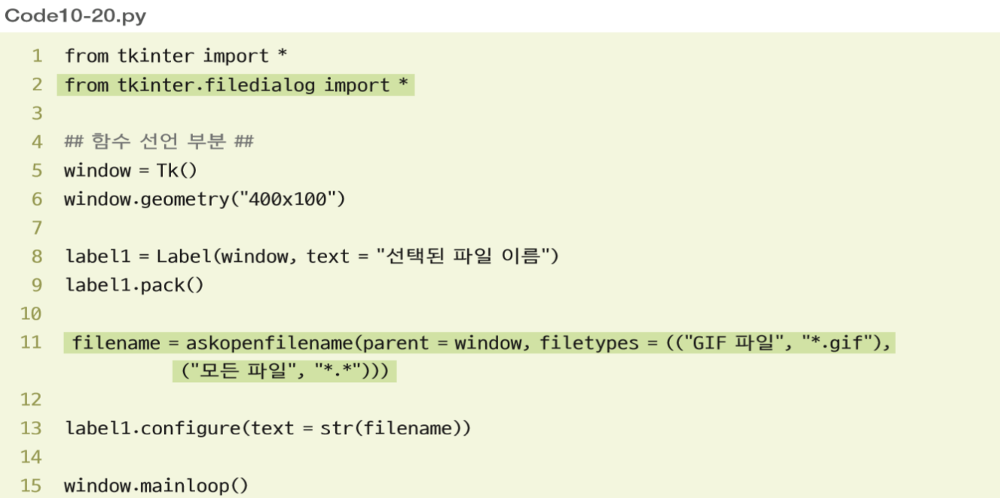 Code10-20.py
1 from tkinter import *
2 from tkinter.filedialog import *
3
4 ## 함수 선언 부분 ##
5 window = Tk()
6 window.geometry("400x100")
7
8 label1 = Label(window, text = "선택된 파일 이름")
9 label1.pack()
10
11 filename = askopenfilename(parent = window, filetypes = (("GIF 파일", "*.gif"),
("모든 파일", "*.*")))
12
13 label1.configure(text = str(filename))
14
15 window.mainloop()